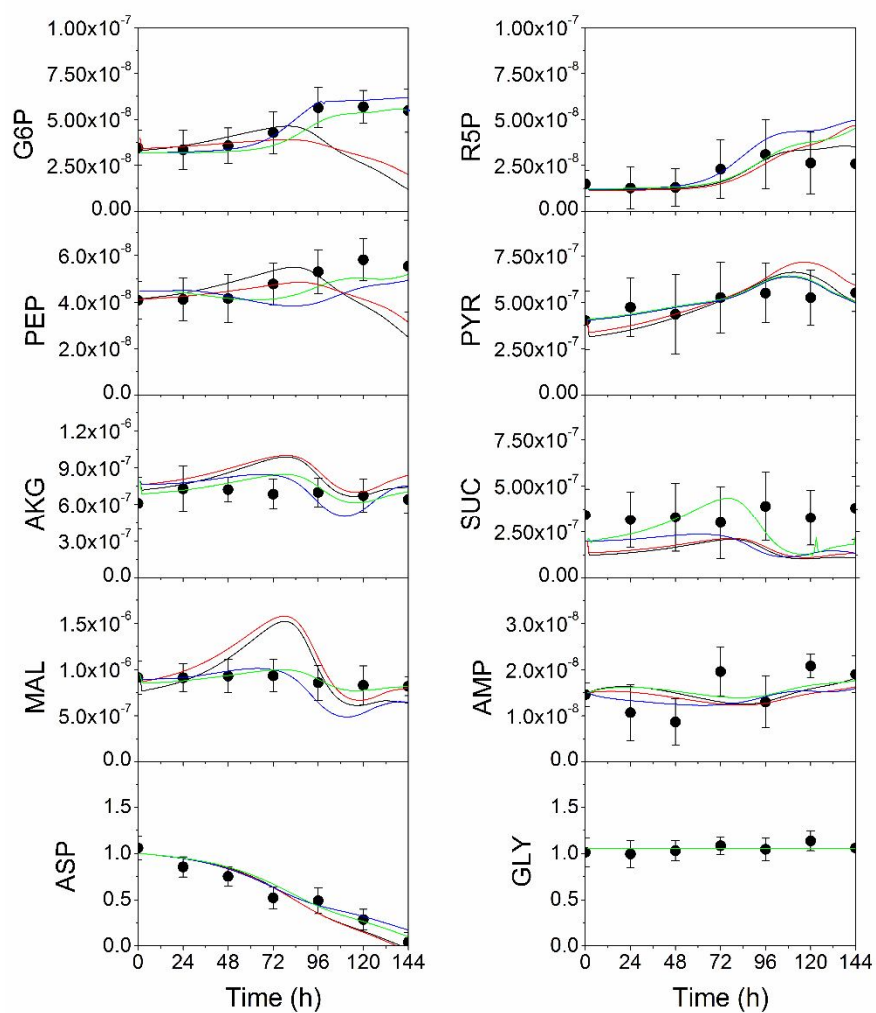 1.00x10⁻⁷
7.50x10⁻⁸
5.00x10⁻⁸
2.50x10⁻⁸
0.00
G6P
1.00x10⁻⁷
7.50x10⁻⁸
5.00x10⁻⁸
2.50x10⁻⁸
0.00
R5P
6.0x10⁻⁸
4.0x10⁻⁸
2.0x10⁻⁸
0.0
PEP
7.50x10⁻⁷
5.00x10⁻⁷
2.50x10⁻⁷
0.00
PYR
1.2x10⁻⁶
9.0x10⁻⁷
6.0x10⁻⁷
3.0x10⁻⁷
0.0
AKG
7.50x10⁻⁷
5.00x10⁻⁷
2.50x10⁻⁷
0.00
SUC
1.5x10⁻⁶
1.0x10⁻⁶
5.0x10⁻⁷
0.0
MAL
3.0x10⁻⁸
2.0x10⁻⁸
1.0x10⁻⁸
0.0
AMP
1.5
1.0
0.5
0.0
ASP
0 24 48 72 96 120 144
Time (h)
1.5
1.0
0.5
0.0
GLY
0 24 48 72 96 120 144
Time (h)